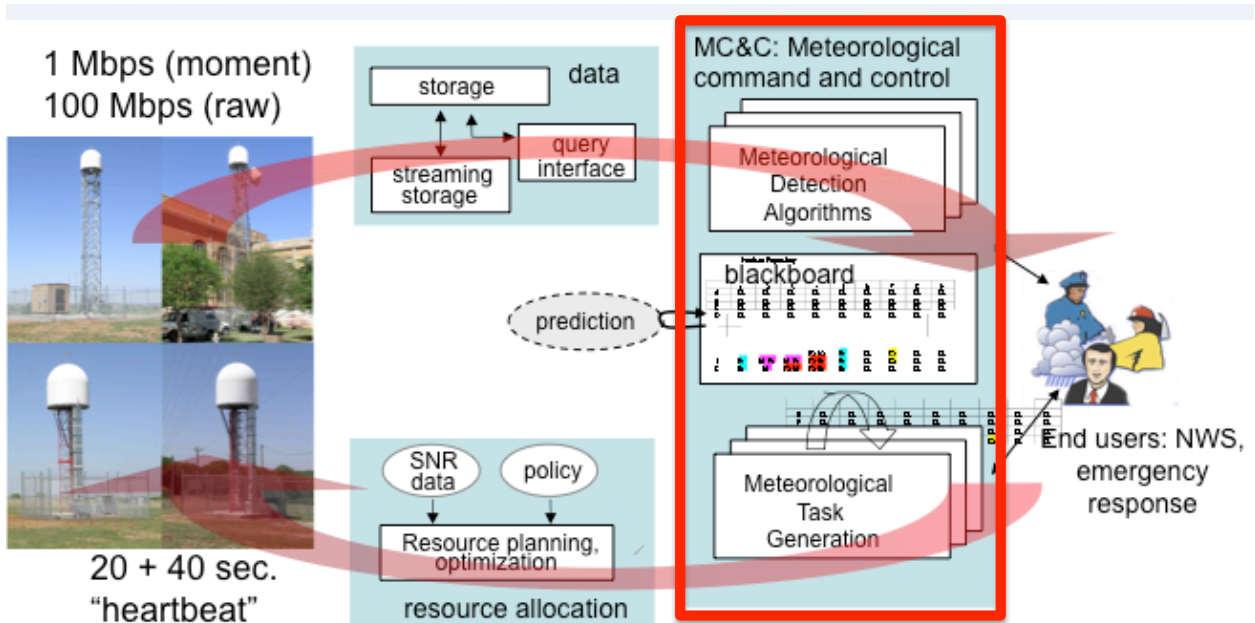 1 Mbps (moment)
100 Mbps (raw)
20 + 40 sec.
“heartbeat”
data
storage
query
interface
streaming
storage
prediction
SNR
data
policy
Resource planning,
optimization
resource allocation
MC&C: Meteorological
command and control
Meteorological
Detection
Algorithms
blackboard
Meteorological
Task
Generation
End users: NWS,
emergency
response